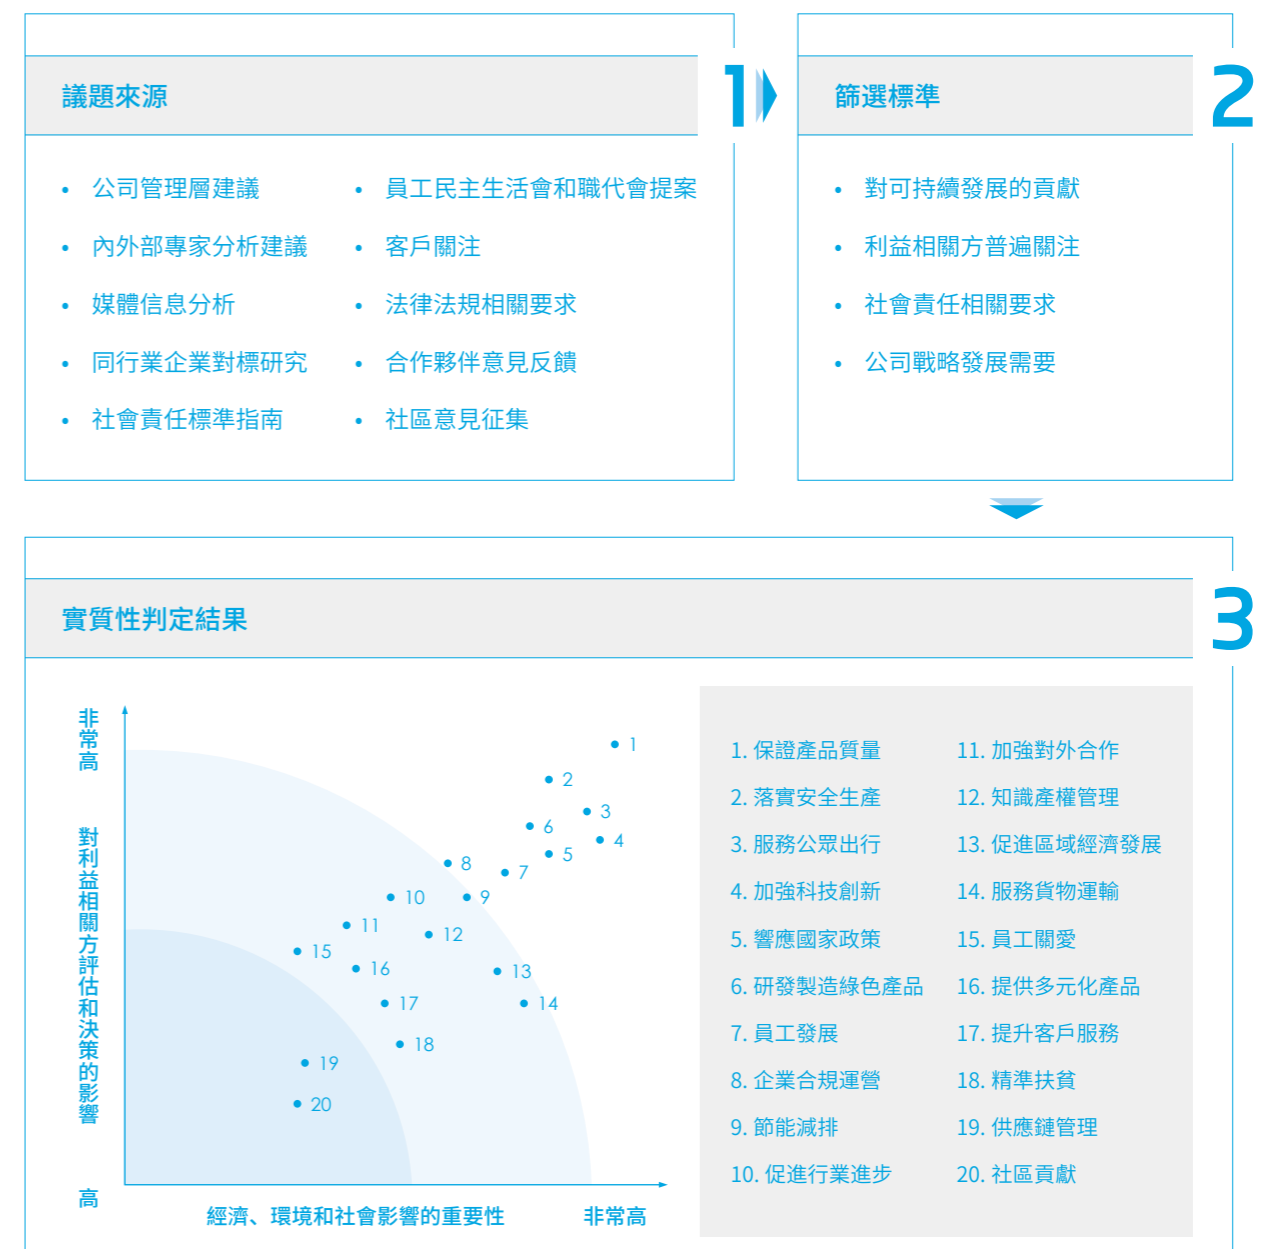 議題來源
1
• 公司管理層建議
• 內外部專家分析建議
• 媒體信息分析
• 同行業企業對標研究
• 社會責任標準指南
• 員工民主生活會和職代會提案
• 客戶關注
• 法律法規相關要求
• 合作夥伴意見反饋
• 社區意見征集
篩選標準
2
• 對可持續發展的貢獻
• 利益相關方普遍關注
• 社會責任相關要求
• 公司戰略發展需要
實質性判定結果
3
非常高
對利益相關方評估和決策的影響
高
1
2
3
6
4
5
8
7
10
9
11
12
15
16
13
17
14
18
19
20
經濟、環境和社會影響的重要性
非常高
1. 保證產品質量
2. 落實安全生產
3. 服務公眾出行
4. 加強科技創新
5. 響應國家政策
6. 研發製造綠色產品
7. 員工發展
8. 企業合規運營
9. 節能減排
10. 促進行業進步
11. 加強對外合作
12. 知識產權管理
13. 促進區域經濟發展
14. 服務貨物運輸
15. 員工關愛
16. 提供多元化產品
17. 提升客戶服務
18. 精準扶貧
19. 供應鏈管理
20. 社區貢獻